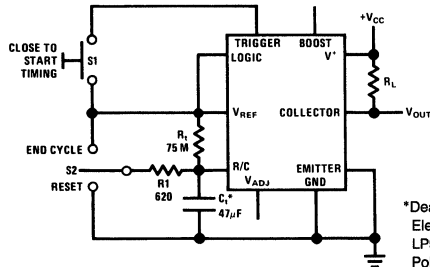 +VCC
CLOSE TO
START
TIMING
S1
TRIGGER BOOST
LOGIC V+
RL
VREF COLLECTOR VOUT
END CYCLE
Rt
75 M
S2
R/C EMITTER
RESET
R1
620
VADJ GND
Ct*
47μF
*Dea
Ele
LP
Po